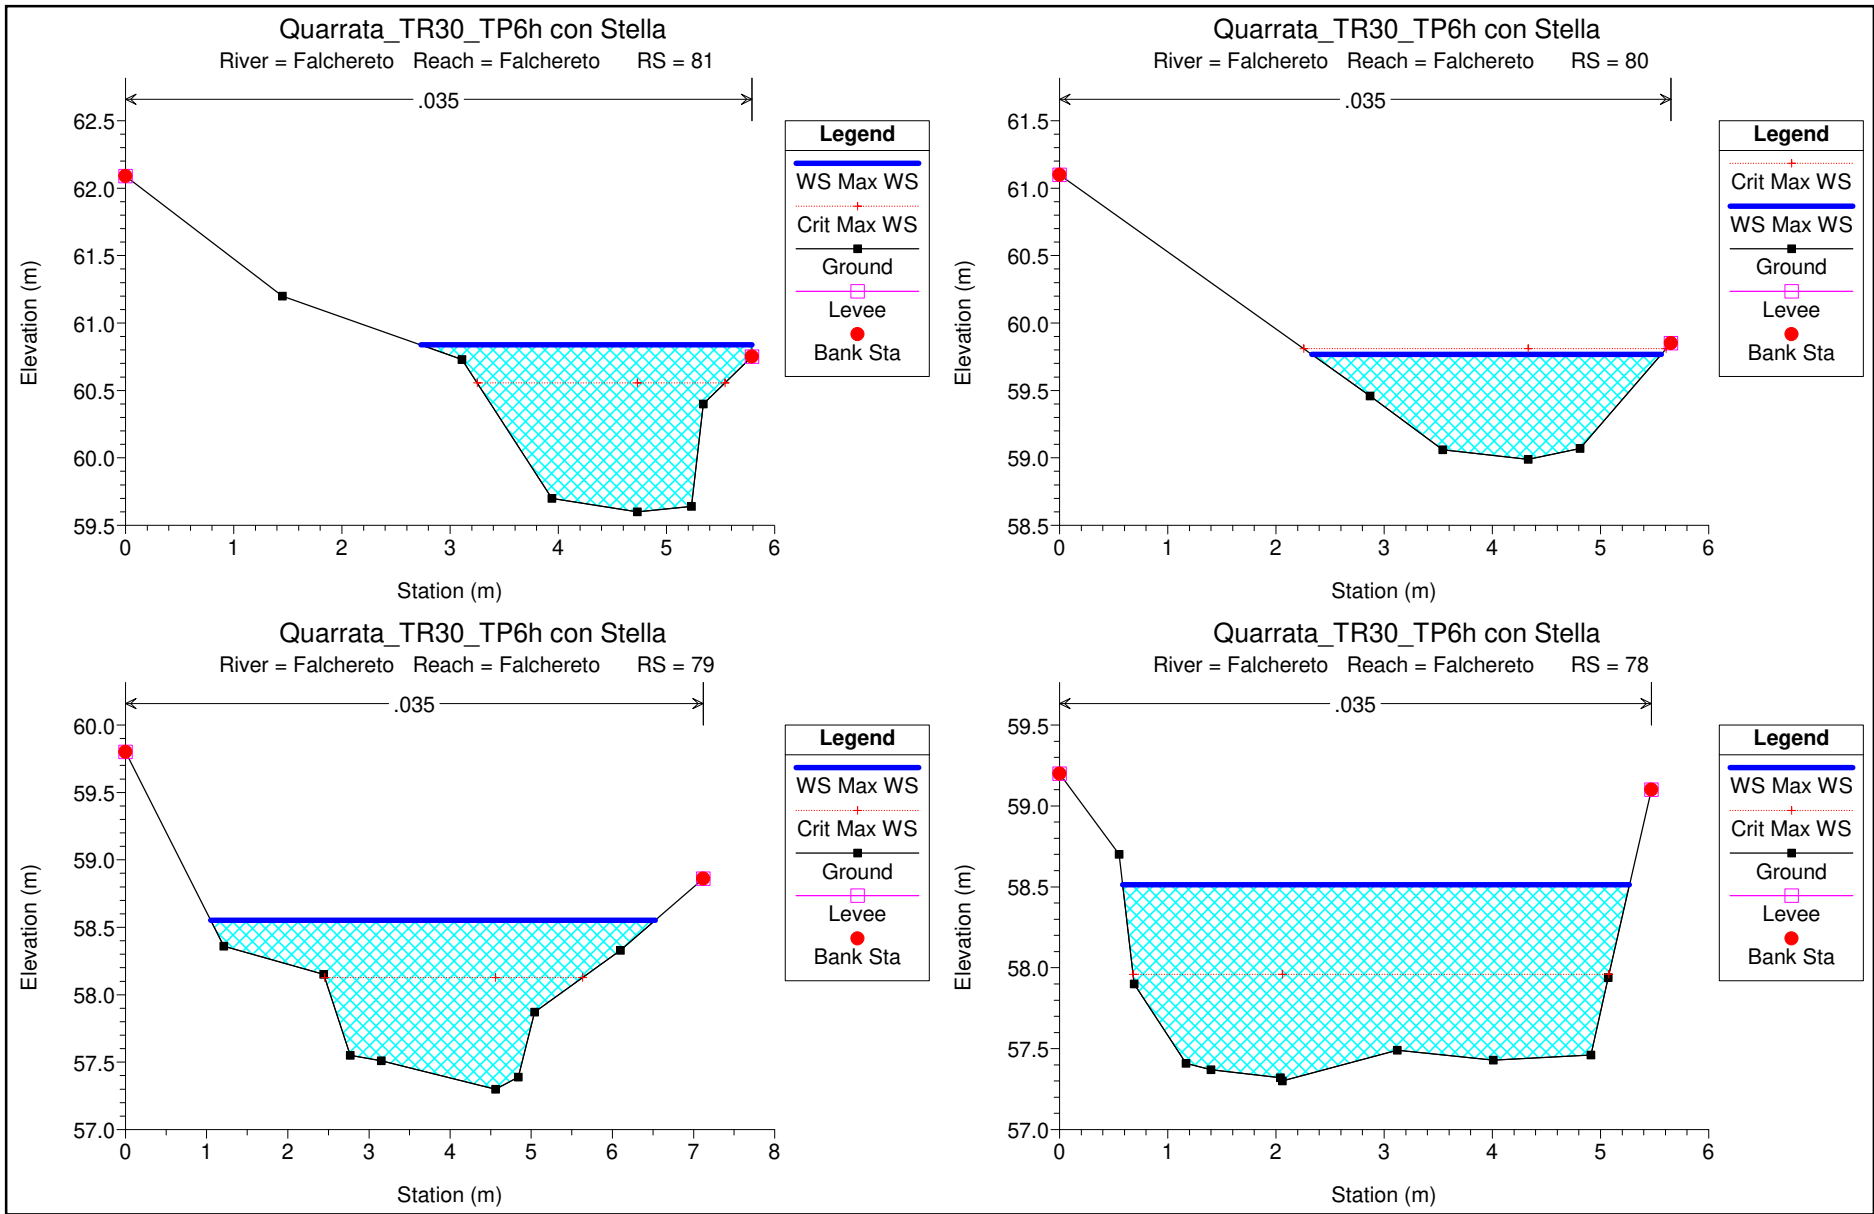 Quarrata_TR30_TP6h con Stella
River = Falchereto Reach = Falchereto RS = 81
.035
62.5
62.0
61.5
61.0
60.5
60.0
59.5
0 1 2 3 4 5 6
Elevation (m)
Station (m)
Legend
WS Max WS
Crit Max WS
Ground
Levee
Bank Sta
Quarrata_TR30_TP6h con Stella
River = Falchereto Reach = Falchereto RS = 80
.035
61.5
61.0
60.5
60.0
59.5
59.0
58.5
0 1 2 3 4 5 6
Elevation (m)
Station (m)
Legend
Crit Max WS
WS Max WS
Ground
Levee
Bank Sta
Quarrata_TR30_TP6h con Stella
River = Falchereto Reach = Falchereto RS = 79
.035
60.0
59.5
59.0
58.5
58.0
57.5
57.0
0 1 2 3 4 5 6 7 8
Elevation (m)
Station (m)
Legend
WS Max WS
Crit Max WS
Ground
Levee
Bank Sta
Quarrata_TR30_TP6h con Stella
River = Falchereto Reach = Falchereto RS = 78
.035
59.5
59.0
58.5
58.0
57.5
57.0
0 1 2 3 4 5 6
Elevation (m)
Station (m)
Legend
WS Max WS
Crit Max WS
Ground
Levee
Bank Sta